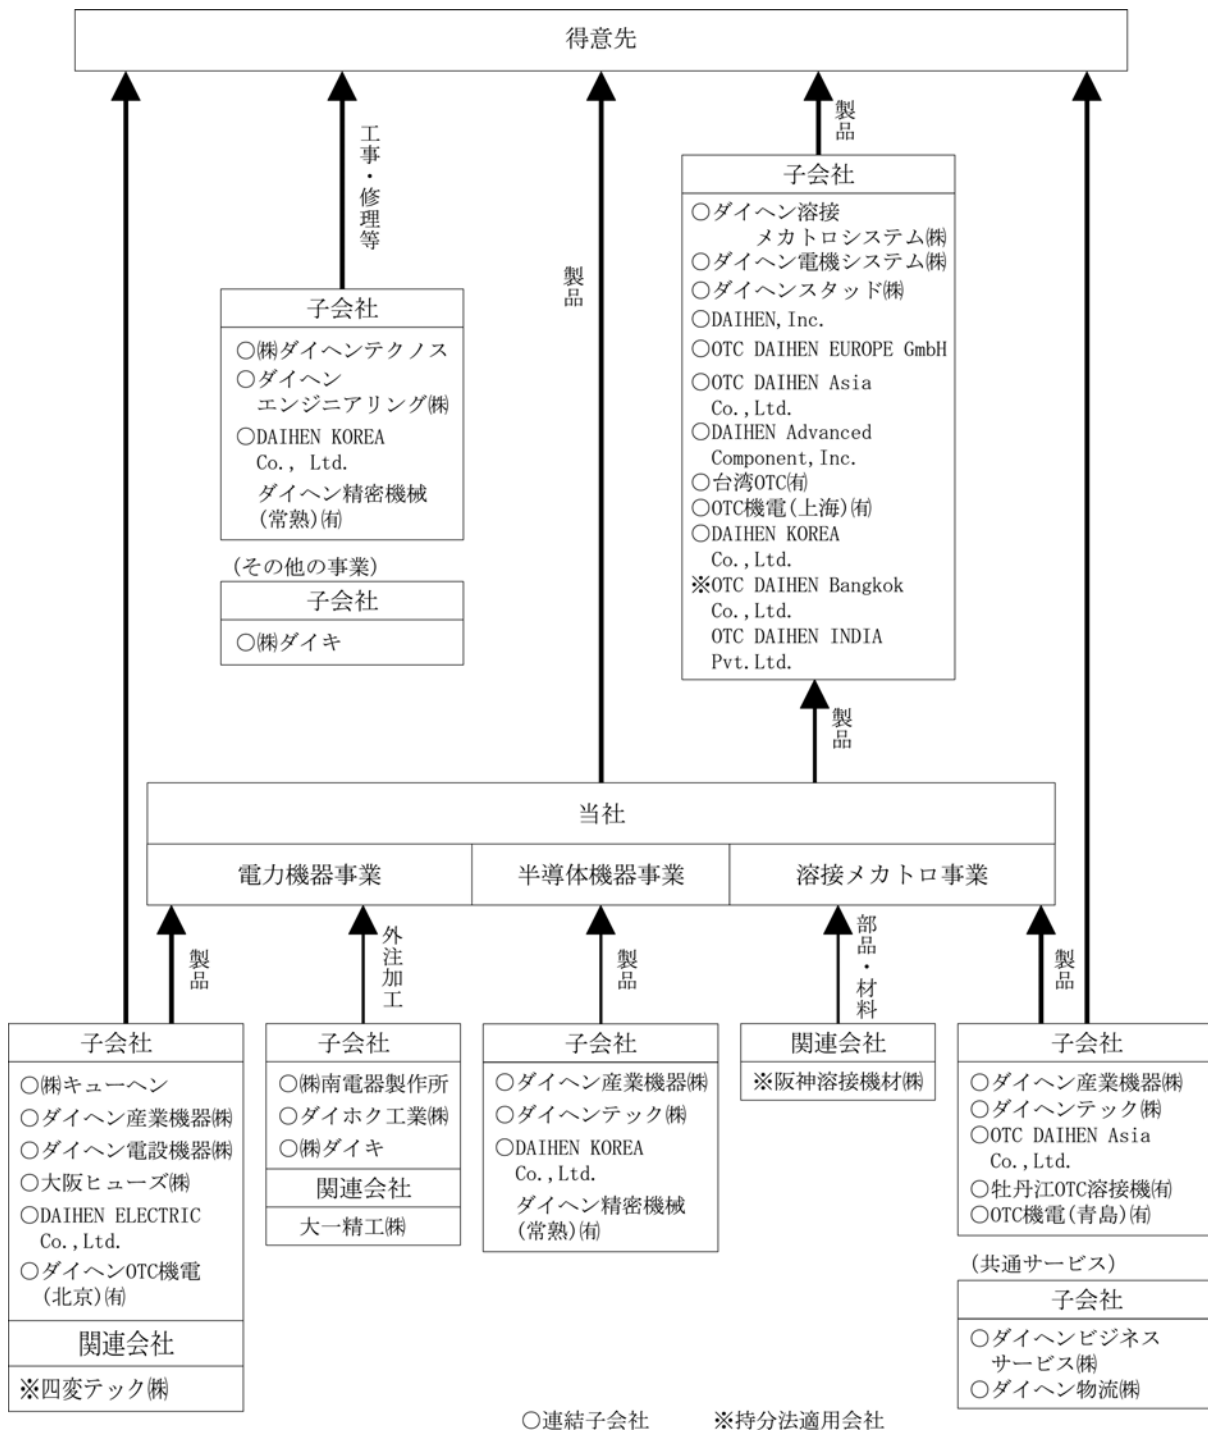 得意先
工事・修理等
製品
製品
子会社
○㈱ダイヘンテクノス
○ダイヘン
エンジニアリング㈱
○DAIHEN KOREA
Co., Ltd.
ダイヘン精密機械
(常熟)㈲
(その他の事業)
子会社
○㈱ダイキ
子会社
○ダイヘン溶接
メカトロシステム㈱
○ダイヘン電機システム㈱
○ダイヘンスタッド㈱
○DAIHEN,Inc.
○OTC DAIHEN EUROPE GmbH
○OTC DAIHEN Asia
Co.,Ltd.
○DAIHEN Advanced
Component,Inc.
○台湾OTC㈲
○OTC機電(上海)㈲
○DAIHEN KOREA
Co.,Ltd.
※OTC DAIHEN Bangkok
Co.,Ltd.
OTC DAIHEN INDIA
Pvt.Ltd.
製品
当社
電力機器事業
半導体機器事業
溶接メカトロ事業
製品
外注加工
製品
部品・材料
製品
子会社
○㈱キューヘン
○ダイヘン産業機器㈱
○ダイヘン電設機器㈱
○大阪ヒューズ㈱
○DAIHEN ELECTRIC
Co.,Ltd.
○ダイヘンOTC機電
(北京)㈲
関連会社
※四変テック㈱
子会社
○㈱南電器製作所
○ダイホク工業㈱
○㈱ダイキ
関連会社
大一精工㈱
子会社
○ダイヘン産業機器㈱
○ダイヘンテック㈱
○DAIHEN KOREA
Co.,Ltd.
ダイヘン精密機械
(常熟)㈲
関連会社
※阪神溶接機材㈱
子会社
○ダイヘン産業機器㈱
○ダイヘンテック㈱
○OTC DAIHEN Asia
Co.,Ltd.
○牡丹江OTC溶接機㈲
○OTC機電(青島)㈲
(共通サービス)
子会社
○ダイヘンビジネス
サービス㈱
○ダイヘン物流㈱
○連結子会社
※持分法適用会社